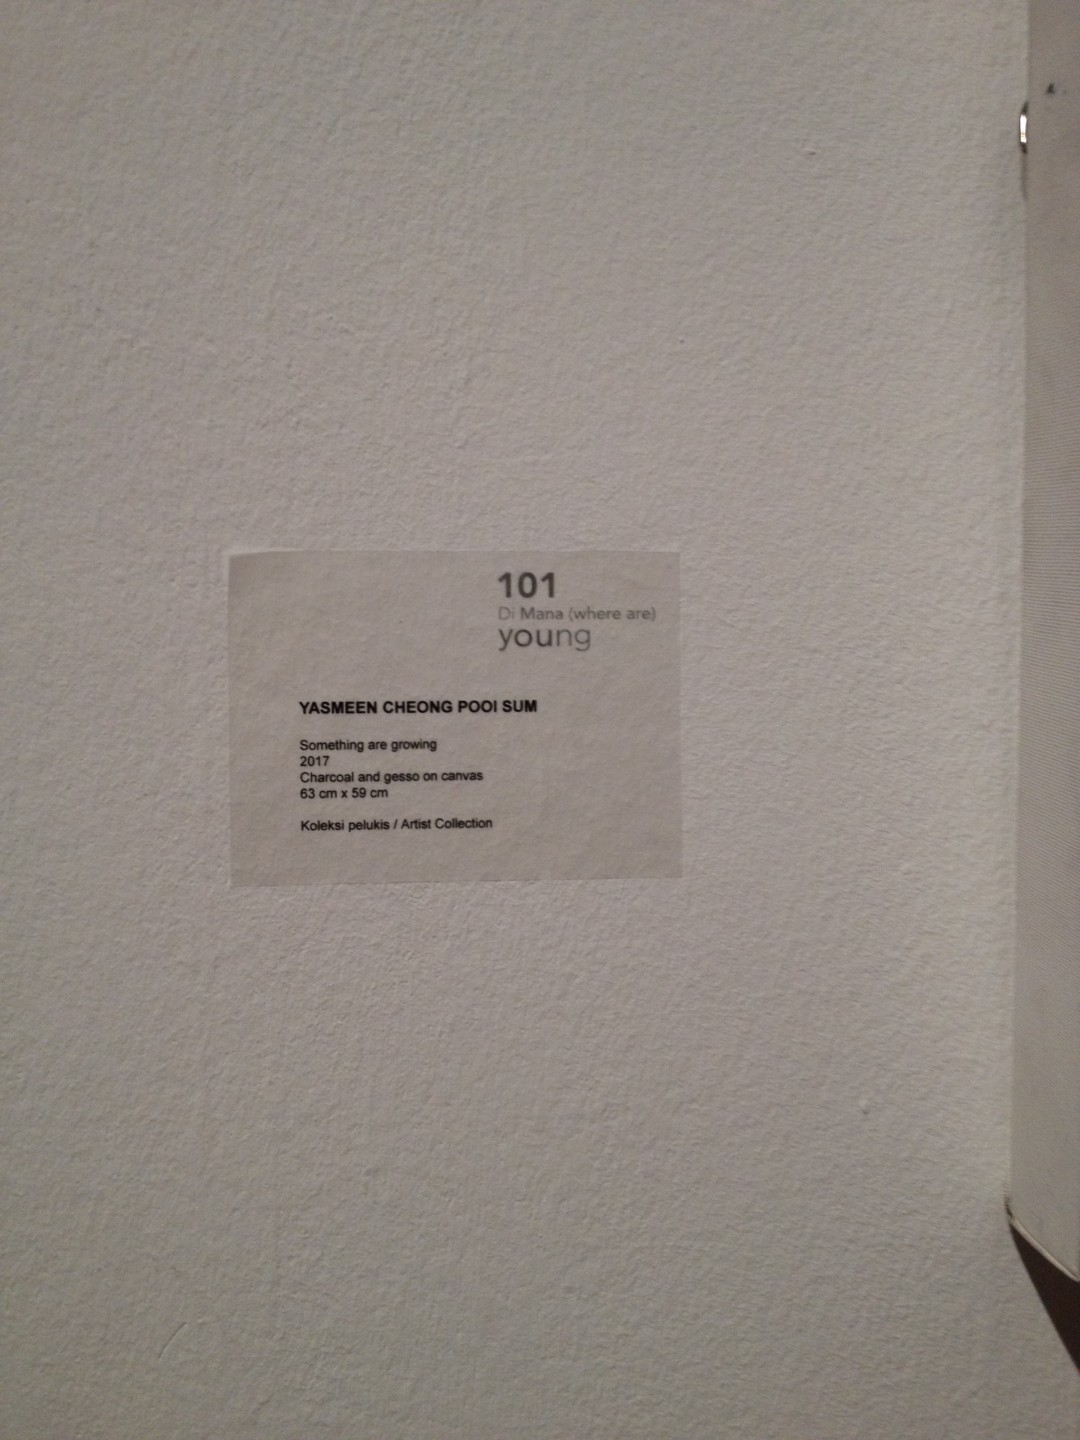 101
Di Mana (where are)
young
YASMEEN CHEONG POOI SUM
Something are growing
2017
Charcoal and gesso on canvas
63 cm x 59 cm
Koleksi pelukis / Artist Collection